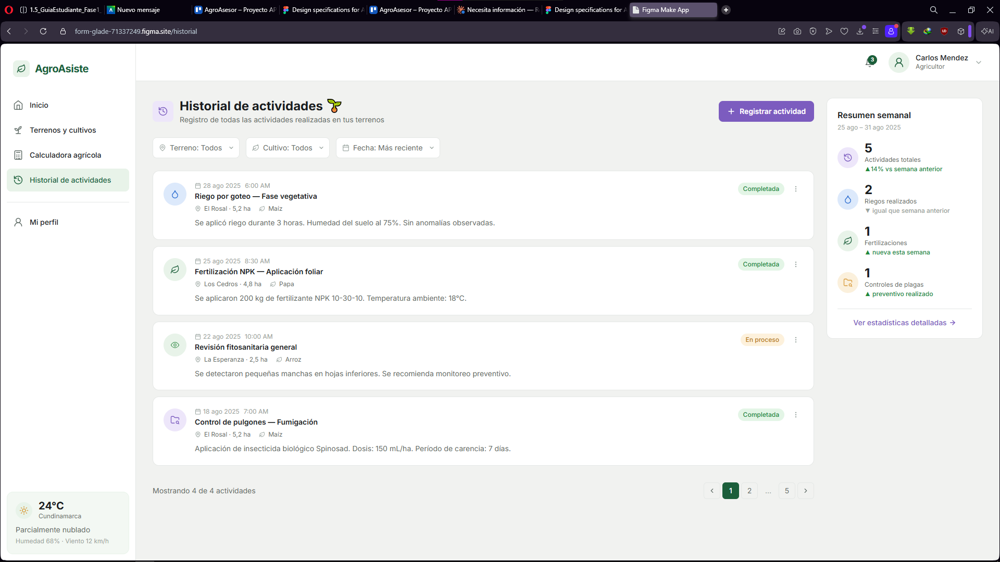 1.5_GuiaEstudiante_Fase1_
Nuevo mensaje
AgroAsesor – Proyecto AP
Design specifications for A
AgroAsesor – Proyecto AP
Necesita información — R
Design specifications for A
Figma Make App
form-glade-71337249.figma.site/historial
AI
AgroAsiste
3
Carlos Mendez
Agricultor
Inicio
Terrenos y cultivos
Calculadora agrícola
Historial de actividades
Mi perfil
24°C
Cundinamarca
Parcialmente nublado
Humedad 68% · Viento 12 km/h
Historial de actividades
Registro de todas las actividades realizadas en tus terrenos
+ Registrar actividad
Terreno: Todos
Cultivo: Todos
Fecha: Más reciente
28 ago 2025 6:00 AM
Riego por goteo — Fase vegetativa
El Rosal · 5,2 ha Maíz
Se aplicó riego durante 3 horas. Humedad del suelo al 75%. Sin anomalías observadas.
Completada
25 ago 2025 8:30 AM
Fertilización NPK — Aplicación foliar
Los Cedros · 4,8 ha Papa
Se aplicaron 200 kg de fertilizante NPK 10-30-10. Temperatura ambiente: 18°C.
Completada
22 ago 2025 10:00 AM
Revisión fitosanitaria general
La Esperanza · 2,5 ha Arroz
Se detectaron pequeñas manchas en hojas inferiores. Se recomienda monitoreo preventivo.
En proceso
18 ago 2025 7:00 AM
Control de pulgones — Fumigación
El Rosal · 5,2 ha Maíz
Aplicación de insecticida biológico Spinosad. Dosis: 150 mL/ha. Período de carencia: 7 días.
Completada
Mostrando 4 de 4 actividades
1 2 ... 5
Resumen semanal
25 ago – 31 ago 2025
5
Actividades totales
▲14% vs semana anterior
2
Riegos realizados
▼ igual que semana anterior
1
Fertilizaciones
▲ nueva esta semana
1
Controles de plagas
▲ preventivo realizado
Ver estadísticas detalladas →